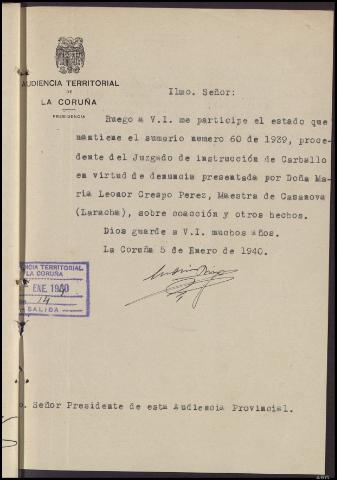 AUDIENCIA TERRITORIAL
DE
LA CORUÑA
PRESIDENCIA
Ilmo. Señor:
Ruego a V.I. me participe el estado que
mantiene el sumario numero 60 de 1939, proce-
dente del Juzgado de instrucción de Carballo
en virtud de denuncia presentada por Doña Ma-
ria Leonor Crespo Perez, Maestra de Casanova
(Laracha), sobre coacción y otros hechos.
Dios guarde a V.I. muchos años.
La Coruña 5 de Enero de 1940.
NCIA TERRITORIAL
LA CORUÑA
ENE. 1940
14
SALIDA
o. Señor Presidente de esta Audiencia Provincial.